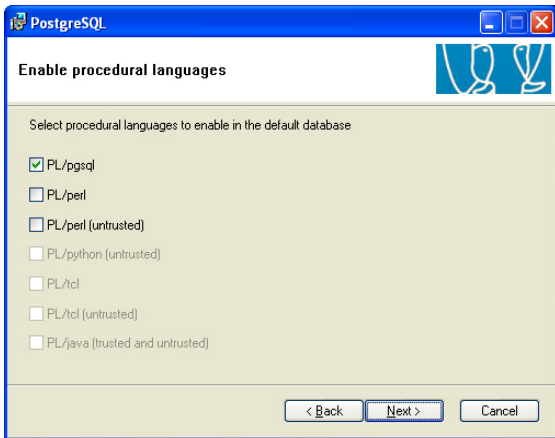 PostgreSQL
Enable procedural languages
Select procedural languages to enable in the default database
PL/pgsql
PL/perl
PL/perl (untrusted)
PL/python (untrusted)
PL/tcl
PL/tcl (untrusted)
PL/java (trusted and untrusted)
< Back Next > Cancel